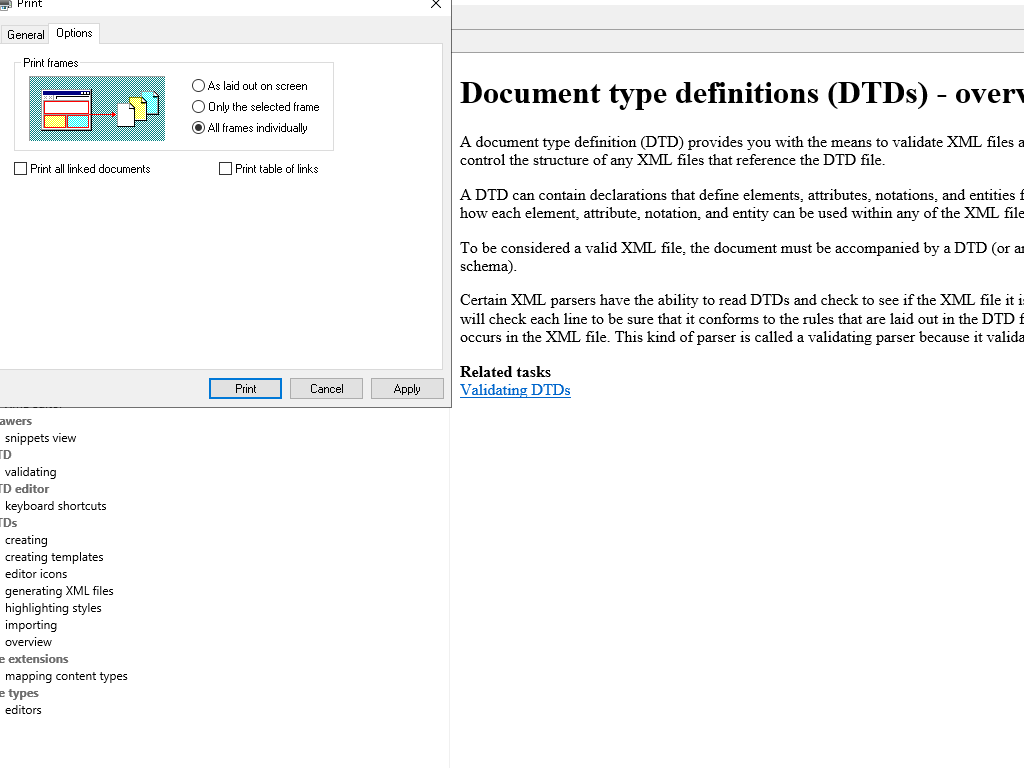 Print
General
Options
Print frames
As laid out on screen
Only the selected frame
All frames individually
Print all linked documents
Print table of links
Print
Cancel
Apply
awers
snippets view
TD
validating
TD editor
keyboard shortcuts
TDs
creating
creating templates
editor icons
generating XML files
highlighting styles
importing
overview
e extensions
mapping content types
e types
editors
Document type definitions (DTDs) - overv
A document type definition (DTD) provides you with the means to validate XML files a
control the structure of any XML files that reference the DTD file.
A DTD can contain declarations that define elements, attributes, notations, and entities f
how each element, attribute, notation, and entity can be used within any of the XML file
To be considered a valid XML file, the document must be accompanied by a DTD (or an
schema).
Certain XML parsers have the ability to read DTDs and check to see if the XML file it is
will check each line to be sure that it conforms to the rules that are laid out in the DTD f
occurs in the XML file. This kind of parser is called a validating parser because it valida
Related tasks
Validating DTDs